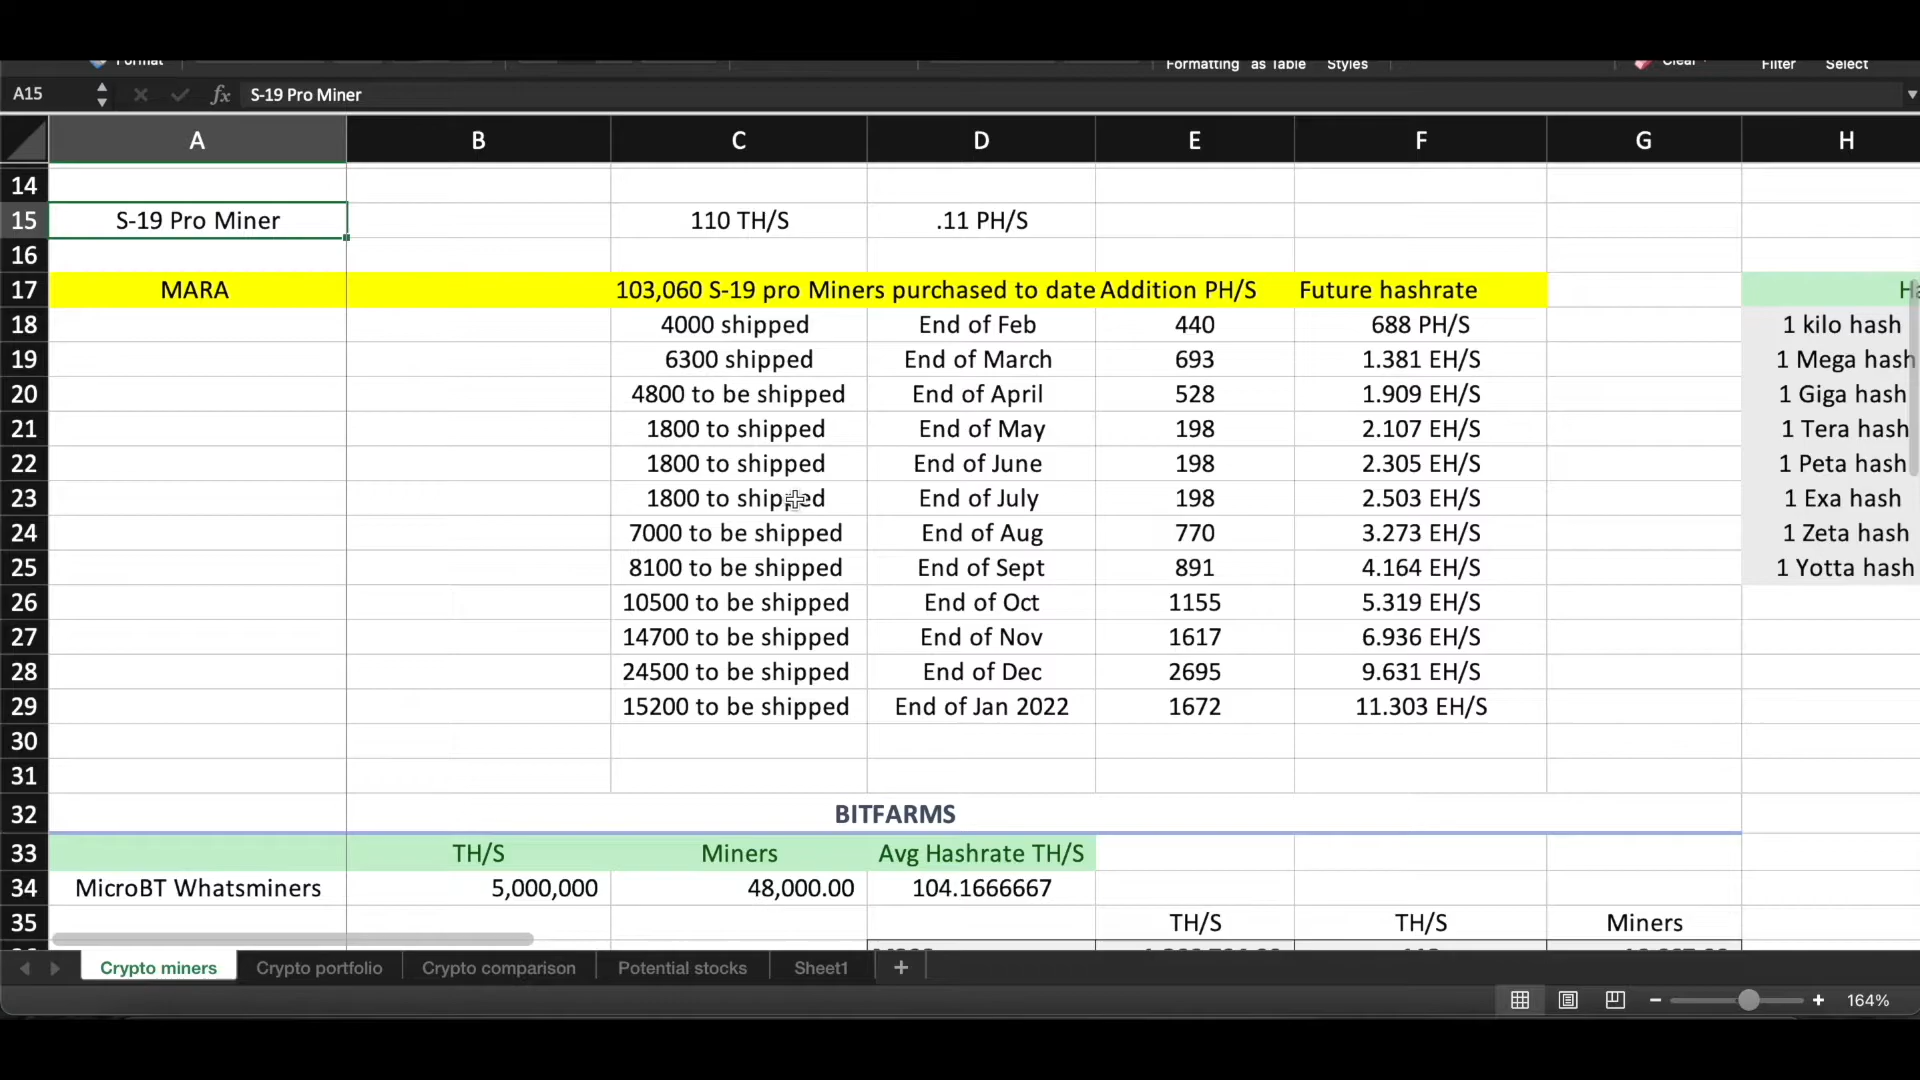 Format Formatting as Table Styles Clear Filter Select
A15 fx S-19 Pro Miner
A B C D E F G H
14
15 S-19 Pro Miner 110 TH/S .11 PH/S
16
17 MARA 103,060 S-19 pro Miners purchased to date Addition PH/S Future hashrate
18 4000 shipped End of Feb 440 688 PH/S 1 kilo hash
19 6300 shipped End of March 693 1.381 EH/S 1 Mega hash
20 4800 to be shipped End of April 528 1.909 EH/S 1 Giga hash
21 1800 to shipped End of May 198 2.107 EH/S 1 Tera hash
22 1800 to shipped End of June 198 2.305 EH/S 1 Peta hash
23 1800 to shipped End of July 198 2.503 EH/S 1 Exa hash
24 7000 to be shipped End of Aug 770 3.273 EH/S 1 Zeta hash
25 8100 to be shipped End of Sept 891 4.164 EH/S 1 Yotta hash
26 10500 to be shipped End of Oct 1155 5.319 EH/S
27 14700 to be shipped End of Nov 1617 6.936 EH/S
28 24500 to be shipped End of Dec 2695 9.631 EH/S
29 15200 to be shipped End of Jan 2022 1672 11.303 EH/S
30
31
32 BITFARMS
33 TH/S Miners Avg Hashrate TH/S
34 MicroBT Whatsminers 5,000,000 48,000.00 104.1666667
35 TH/S TH/S Miners
Crypto miners Crypto portfolio Crypto comparison Potential stocks Sheet1 +
− + 164%